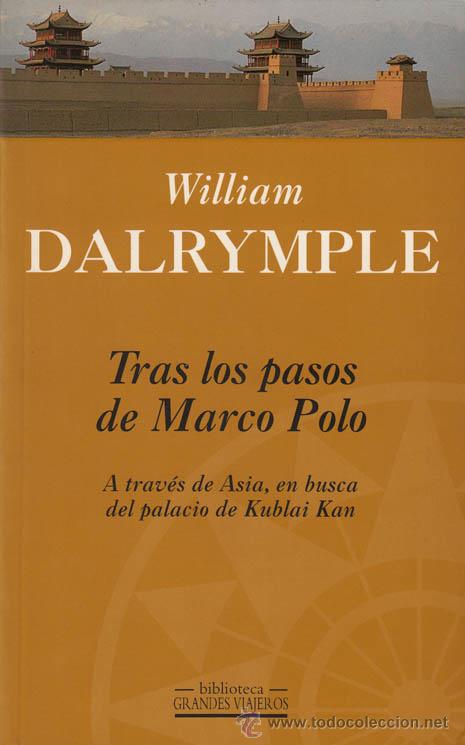 William
DALRYMPLE
Tras los pasos
de Marco Polo
A través de Asia, en busca
del palacio de Kublai Kan
biblioteca
GRANDES VIAJEROS
www.todocoleccion.net